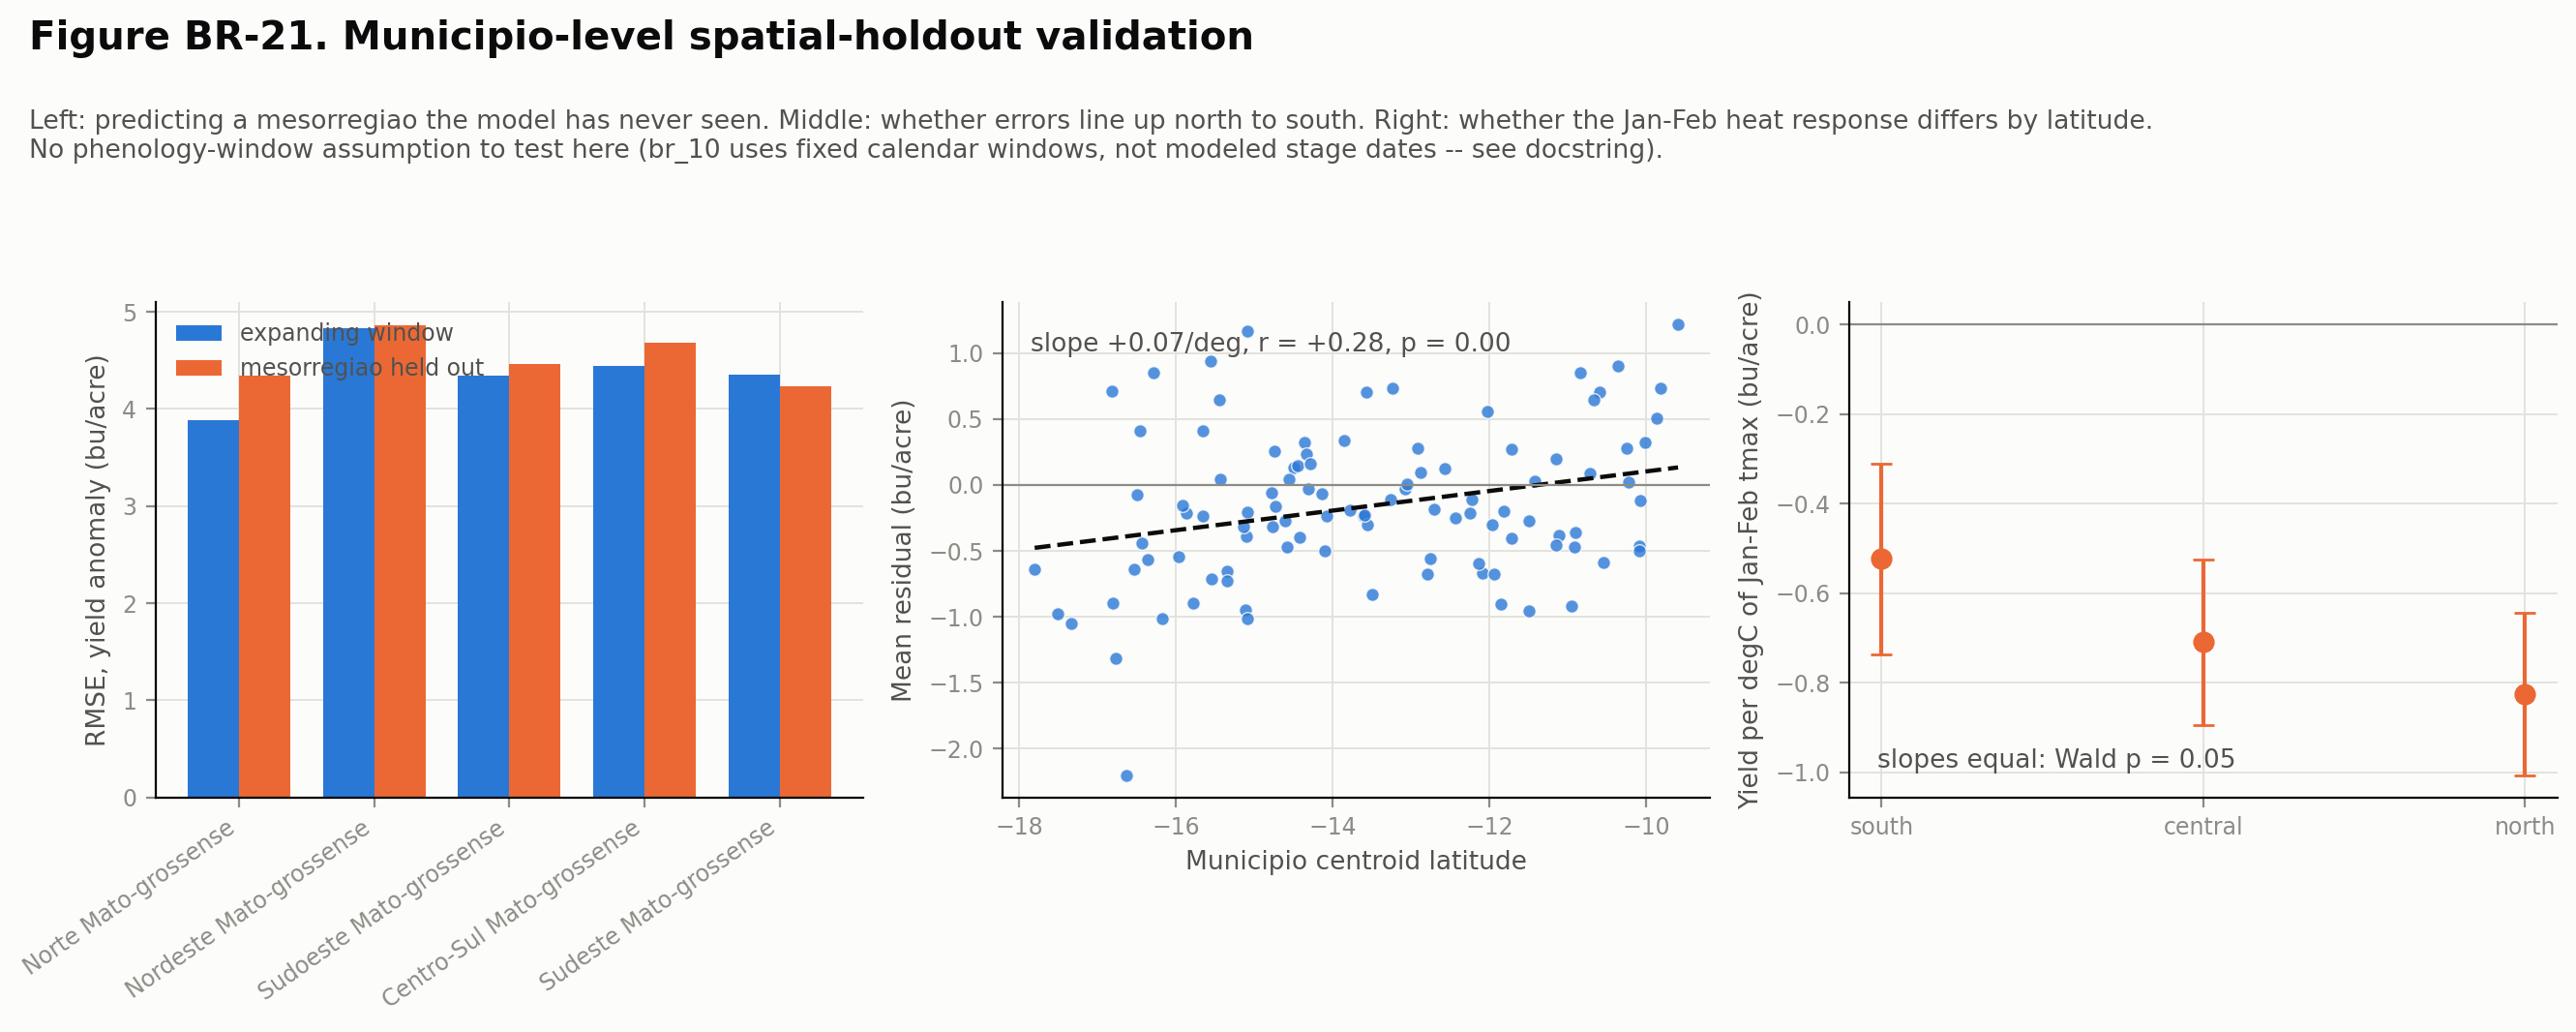 Figure BR-21. Municipio-level spatial-holdout validation
Left: predicting a mesorregiao the model has never seen. Middle: whether errors line up north to south. Right: whether the Jan-Feb heat response differs by latitude.
No phenology-window assumption to test here (br_10 uses fixed calendar windows, not modeled stage dates -- see docstring).
RMSE, yield anomaly (bu/acre)
5
4
3
2
1
0
expanding window
mesorregiao held out
Norte Mato-grossense
Nordeste Mato-grossense
Sudoeste Mato-grossense
Centro-Sul Mato-grossense
Sudeste Mato-grossense
Mean residual (bu/acre)
1.0
0.5
0.0
−0.5
−1.0
−1.5
−2.0
slope +0.07/deg, r = +0.28, p = 0.00
−18
−16
−14
−12
−10
Municipio centroid latitude
Yield per degC of Jan-Feb tmax (bu/acre)
0.0
−0.2
−0.4
−0.6
−0.8
−1.0
slopes equal: Wald p = 0.05
south
central
north